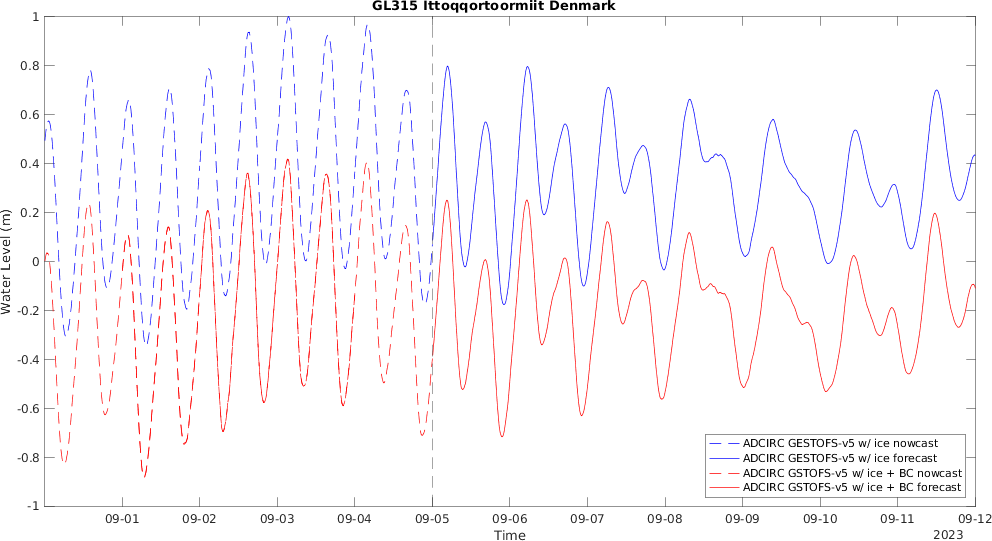 GL315 Ittoqqortoormiit Denmark
1
0.8
0.6
0.4
0.2
0
-0.2
-0.4
-0.6
-0.8
-1
Water Level (m)
ADCIRC GESTOFS-v5 w/ ice nowcast
ADCIRC GESTOFS-v5 w/ ice forecast
ADCIRC GSTOFS-v5 w/ ice + BC nowcast
ADCIRC GSTOFS-v5 w/ ice + BC forecast
09-01 09-02 09-03 09-04 09-05 09-06 09-07 09-08 09-09 09-10 09-11 09-12
Time
2023